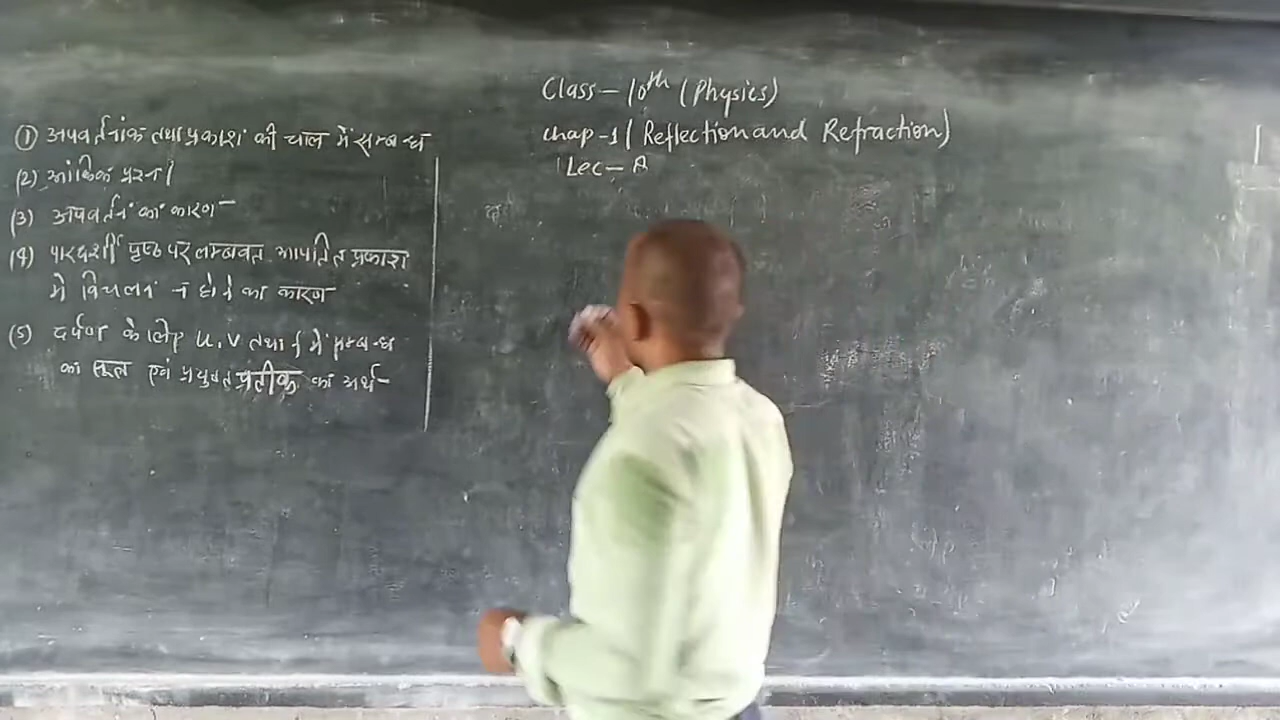 Class - 10th (Physics)
chap -1 ( Reflection and Refraction)
Lec - A
(1) अपवर्तनांक तथा प्रकाश की चाल में सम्बन्ध
(2) आंकिक प्रश्न।
(3) अपवर्तन का कारण -
(4) पारदर्शी पृष्ठ पर लम्बवत आपतित प्रकाश
में विचलन न होने का कारण
(5) दर्पण के लिए u, v तथा f में सम्बन्ध
का सूत्र एवं प्रयुक्त प्रतीक का अर्थ -